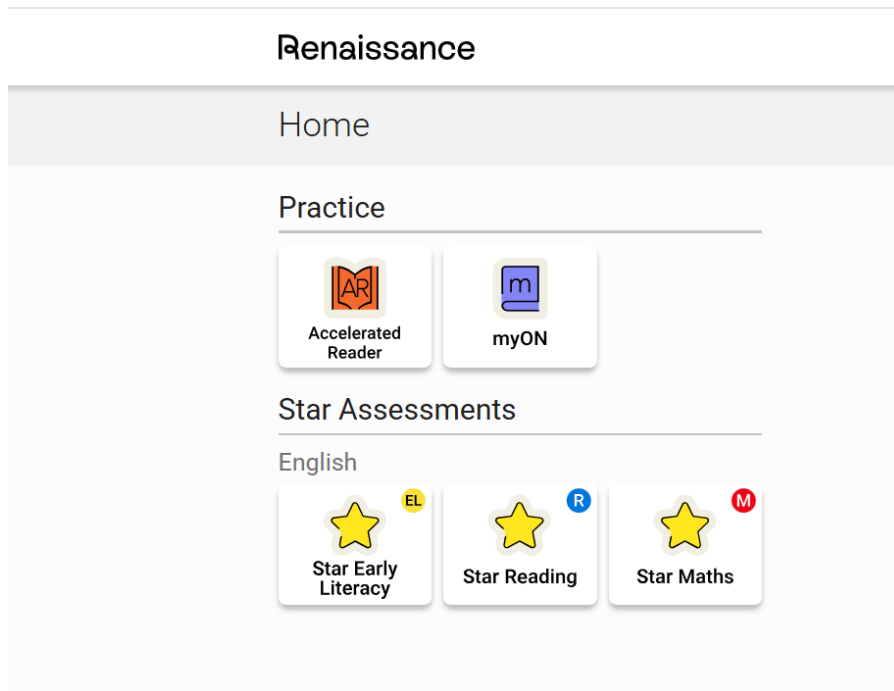 Renaissance
Home
Practice
AR
Accelerated
Reader
m
myON
Star Assessments
English
EL
Star Early
Literacy
R
Star Reading
M
Star Maths